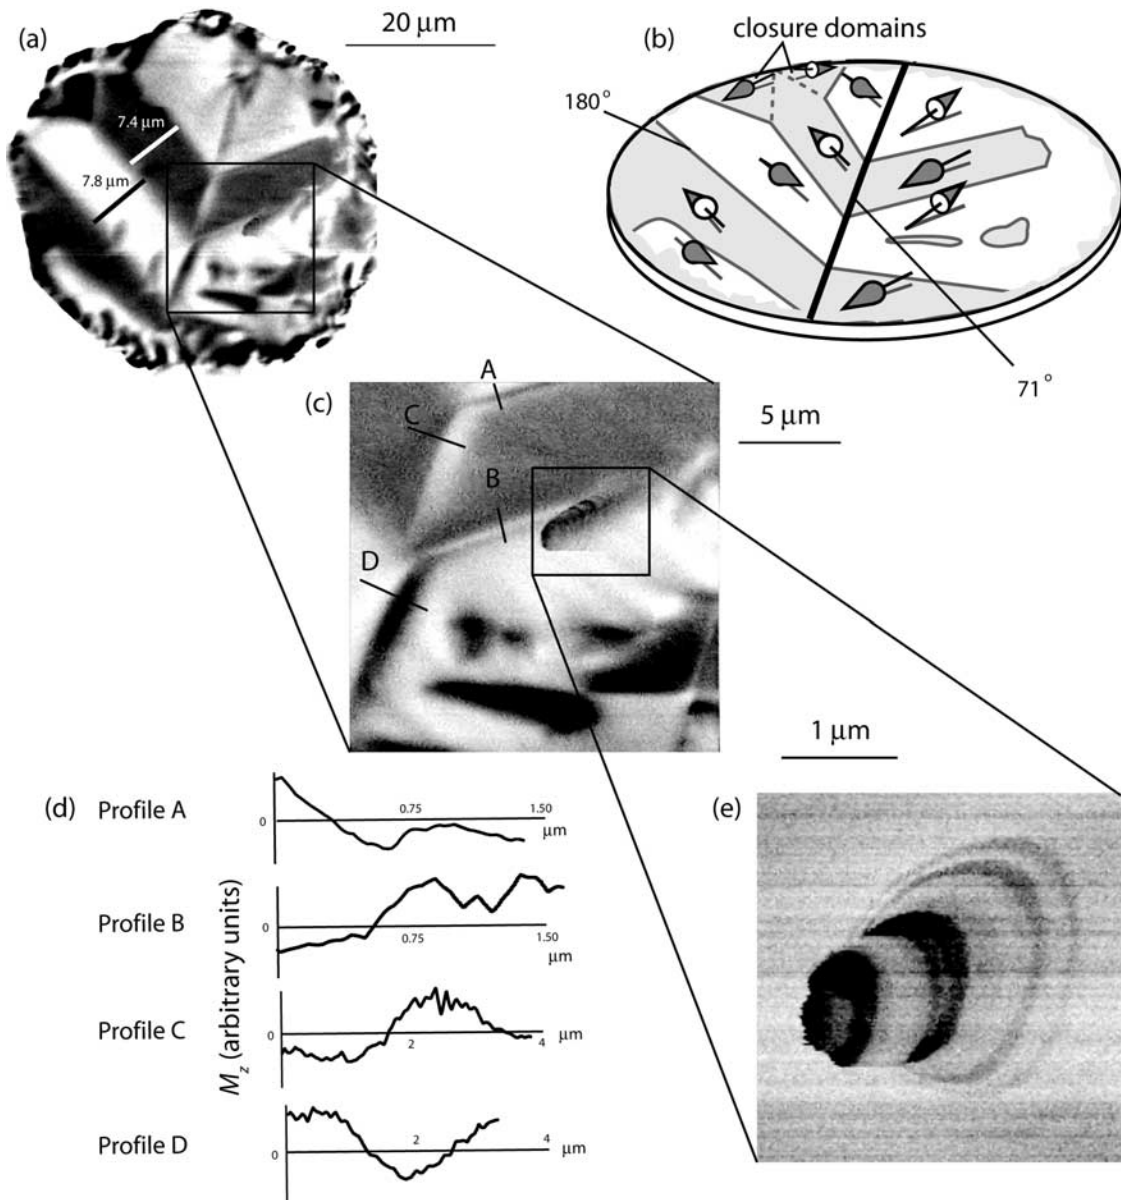 (a)
20 μm
7.4 μm
7.8 μm
(b)
closure domains
180°
71°
(c)
A
C
B
D
5 μm
1 μm
(d)
M_z (arbitrary units)
Profile A
0
0.75
1.50
μm
Profile B
0
0.75
1.50
μm
Profile C
0
2
4
μm
Profile D
0
2
4
μm
(e)